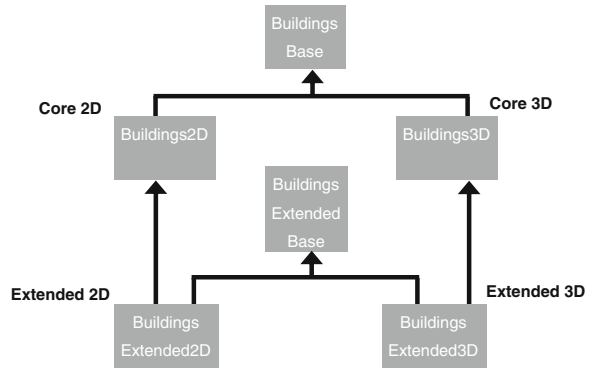 Buildings
Base
Core 2D
Core 3D
Buildings2D
Buildings3D
Buildings
Extended
Base
Extended 2D
Extended 3D
Buildings
Extended2D
Buildings
Extended3D